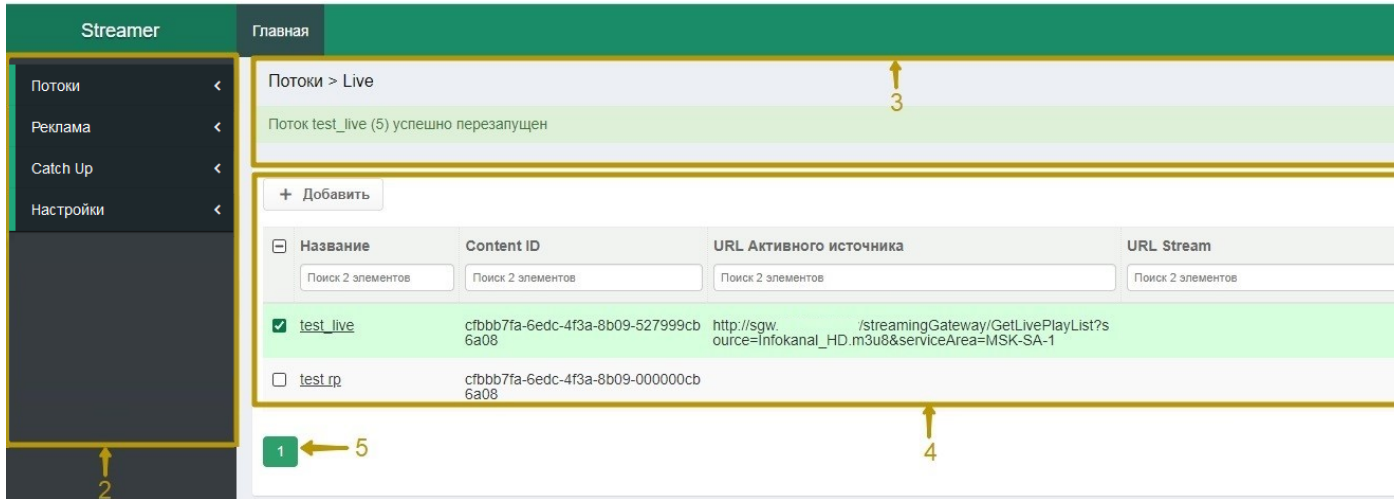 Streamer
Главная
Потоки
Реклама
Catch Up
Настройки
2
Потоки > Live
3
Поток test_live (5) успешно перезапущен
+ Добавить
Название Content ID URL Активного источника URL Stream
Поиск 2 элементов Поиск 2 элементов Поиск 2 элементов Поиск 2 элементов
test_live cfbbb7fa-6edc-4f3a-8b09-527999cb http://sgw. /streamingGateway/GetLivePlayList?s
6a08 ource=Infokanal_HD.m3u8&serviceArea=MSK-SA-1
test rp cfbbb7fa-6edc-4f3a-8b09-000000cb
6a08
1 5
4